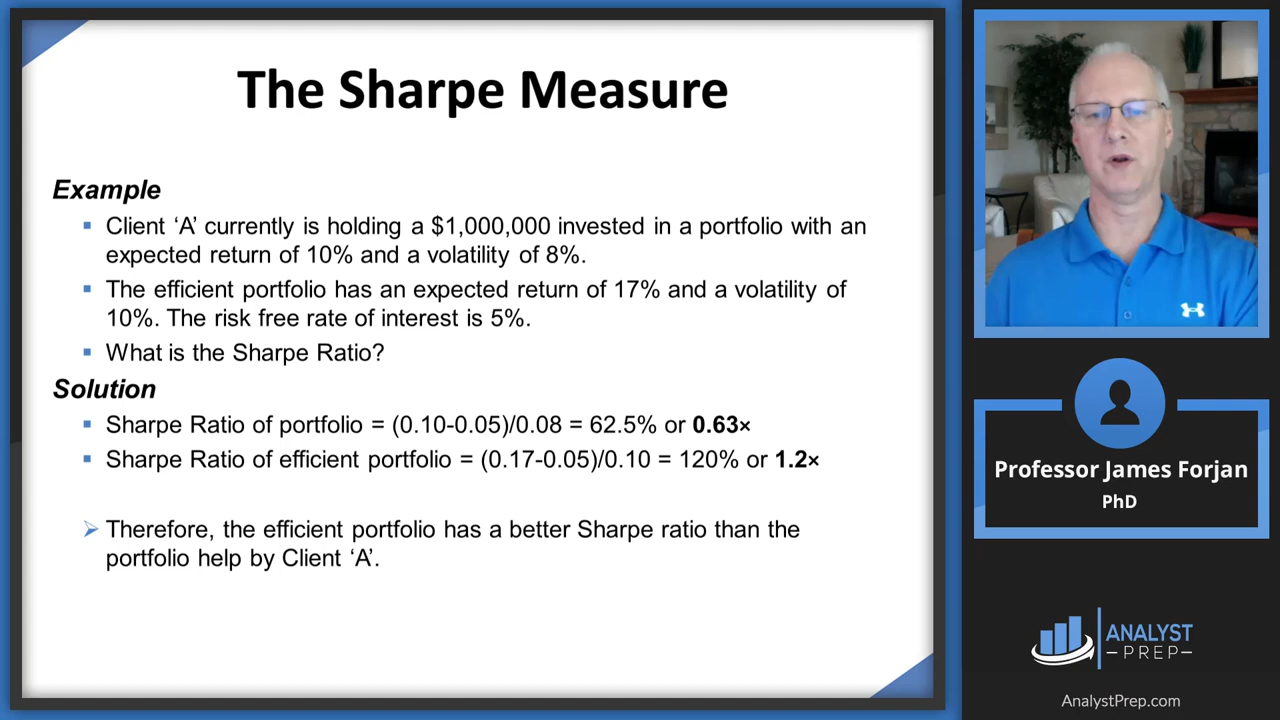 The Sharpe Measure
Example
Client ‘A’ currently is holding a $1,000,000 invested in a portfolio with an
expected return of 10% and a volatility of 8%.
The efficient portfolio has an expected return of 17% and a volatility of
10%. The risk free rate of interest is 5%.
What is the Sharpe Ratio?
Solution
Sharpe Ratio of portfolio = (0.10-0.05)/0.08 = 62.5% or 0.63×
Sharpe Ratio of efficient portfolio = (0.17-0.05)/0.10 = 120% or 1.2×
Therefore, the efficient portfolio has a better Sharpe ratio than the
portfolio help by Client ‘A’.
Professor James Forjan
PhD
ANALYST
PREP
AnalystPrep.com